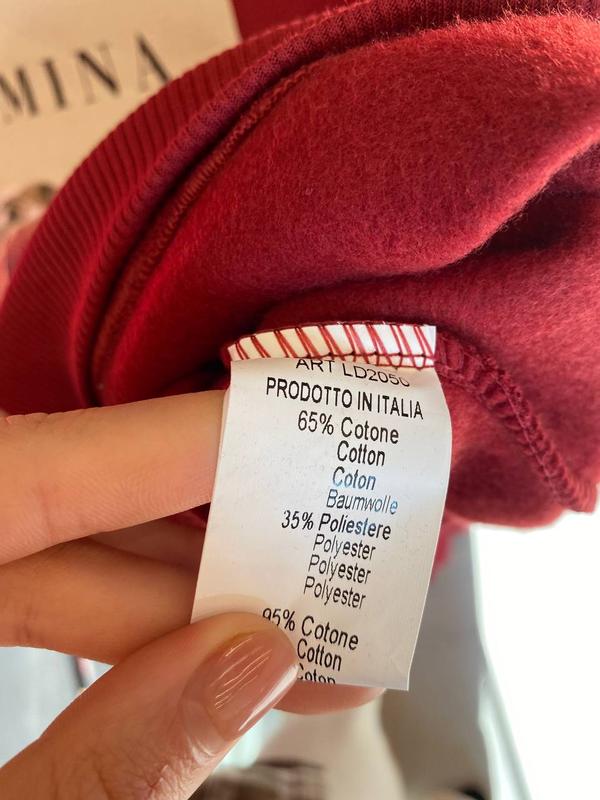 MINA
ART LD2050
PRODOTTO IN ITALIA
65% Cotone
Cotton
Coton
Baumwolle
35% Poliestere
Polyester
Polyester
Polyester
95% Cotone
Cotton
Coton